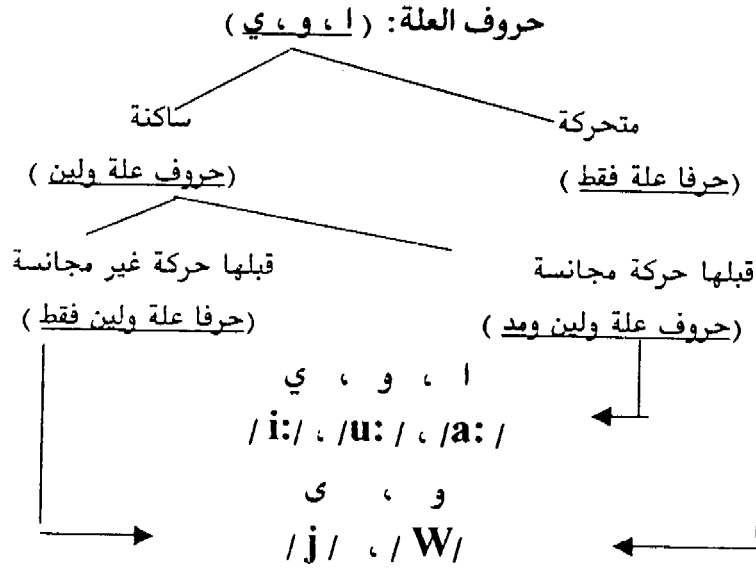 حروف العلة: (ا ، و ، ي)
متحركة ساكنة
(حرفا علة فقط) (حروف علة ولين)
قبلها حركة مجانسة قبلها حركة غير مجانسة
(حروف علة ولين ومد) (حرفا علة ولين فقط)
ا ، و ، ي
/a:/ ، /u:/ ، /i:/
و ، ى
/W/ ، /j/